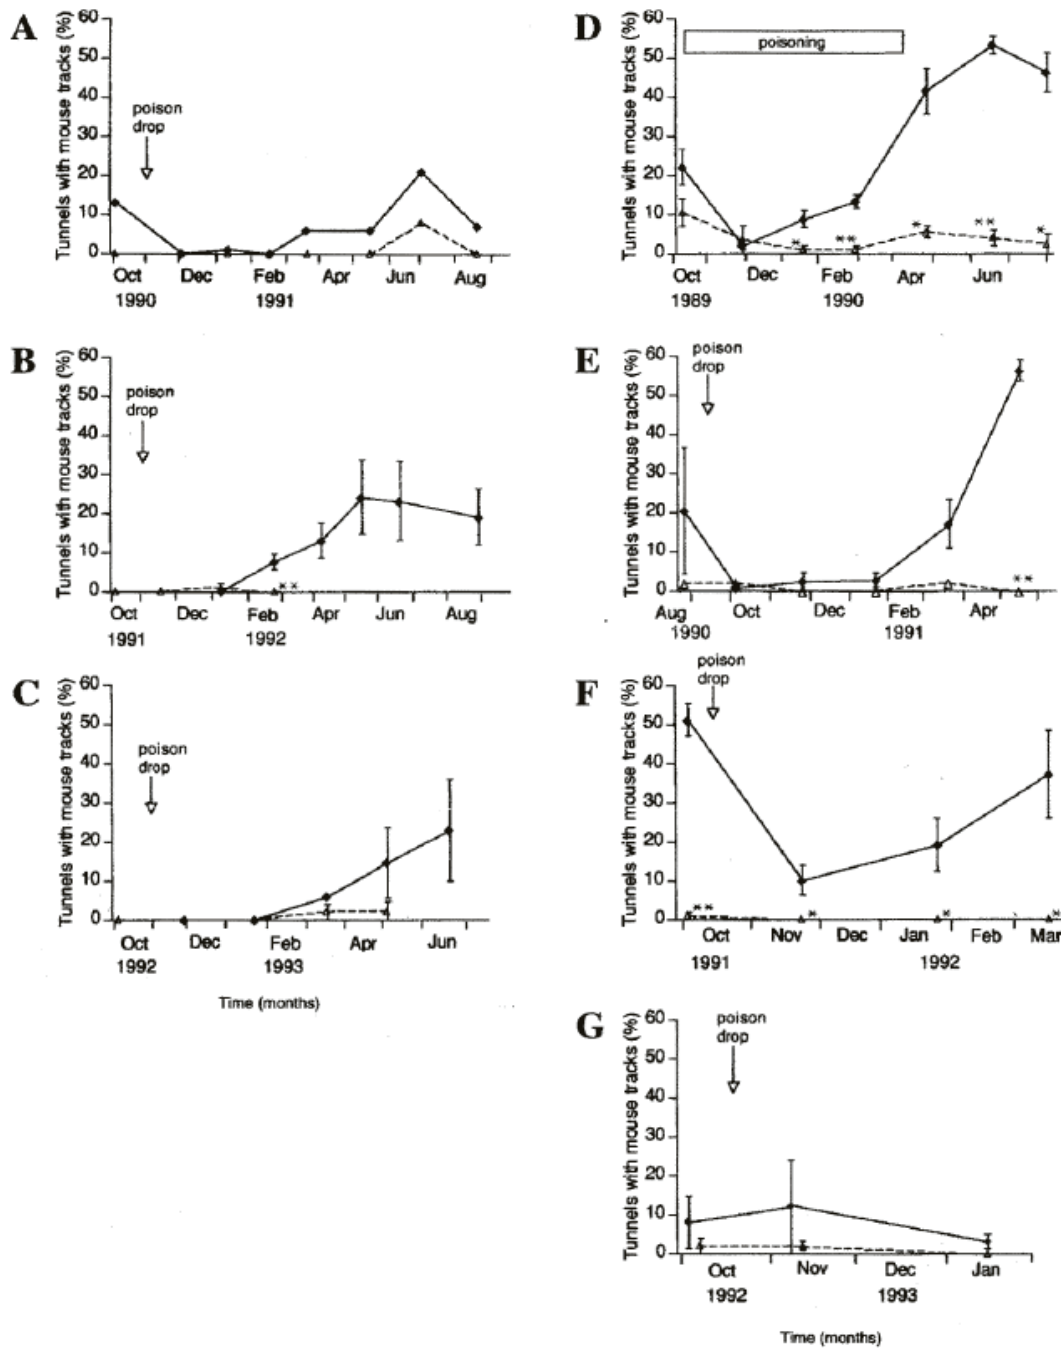 A
Tunnels with mouse tracks (%)
60
50
40
30
20
10
0
poison
drop
Oct Dec Feb Apr Jun Aug
1990 1991
B
Tunnels with mouse tracks (%)
60
50
40
30
20
10
0
poison
drop
**
Oct Dec Feb Apr Jun Aug
1991 1992
C
Tunnels with mouse tracks (%)
60
50
40
30
20
10
0
poison
drop
Oct Dec Feb Apr Jun
1992 1993
Time (months)
D
Tunnels with mouse tracks (%)
60
50
40
30
20
10
0
poisoning
* ** * ** *
Oct Dec Feb Apr Jun
1989 1990
E
Tunnels with mouse tracks (%)
60
50
40
30
20
10
0
poison
drop
**
Aug Oct Dec Feb Apr
1990 1991
F
Tunnels with mouse tracks (%)
60
50
40
30
20
10
0
poison
drop
** * * *
Oct Nov Dec Jan Feb Mar
1991 1992
G
Tunnels with mouse tracks (%)
60
50
40
30
20
10
0
poison
drop
Oct Nov Dec Jan
1992 1993
Time (months)